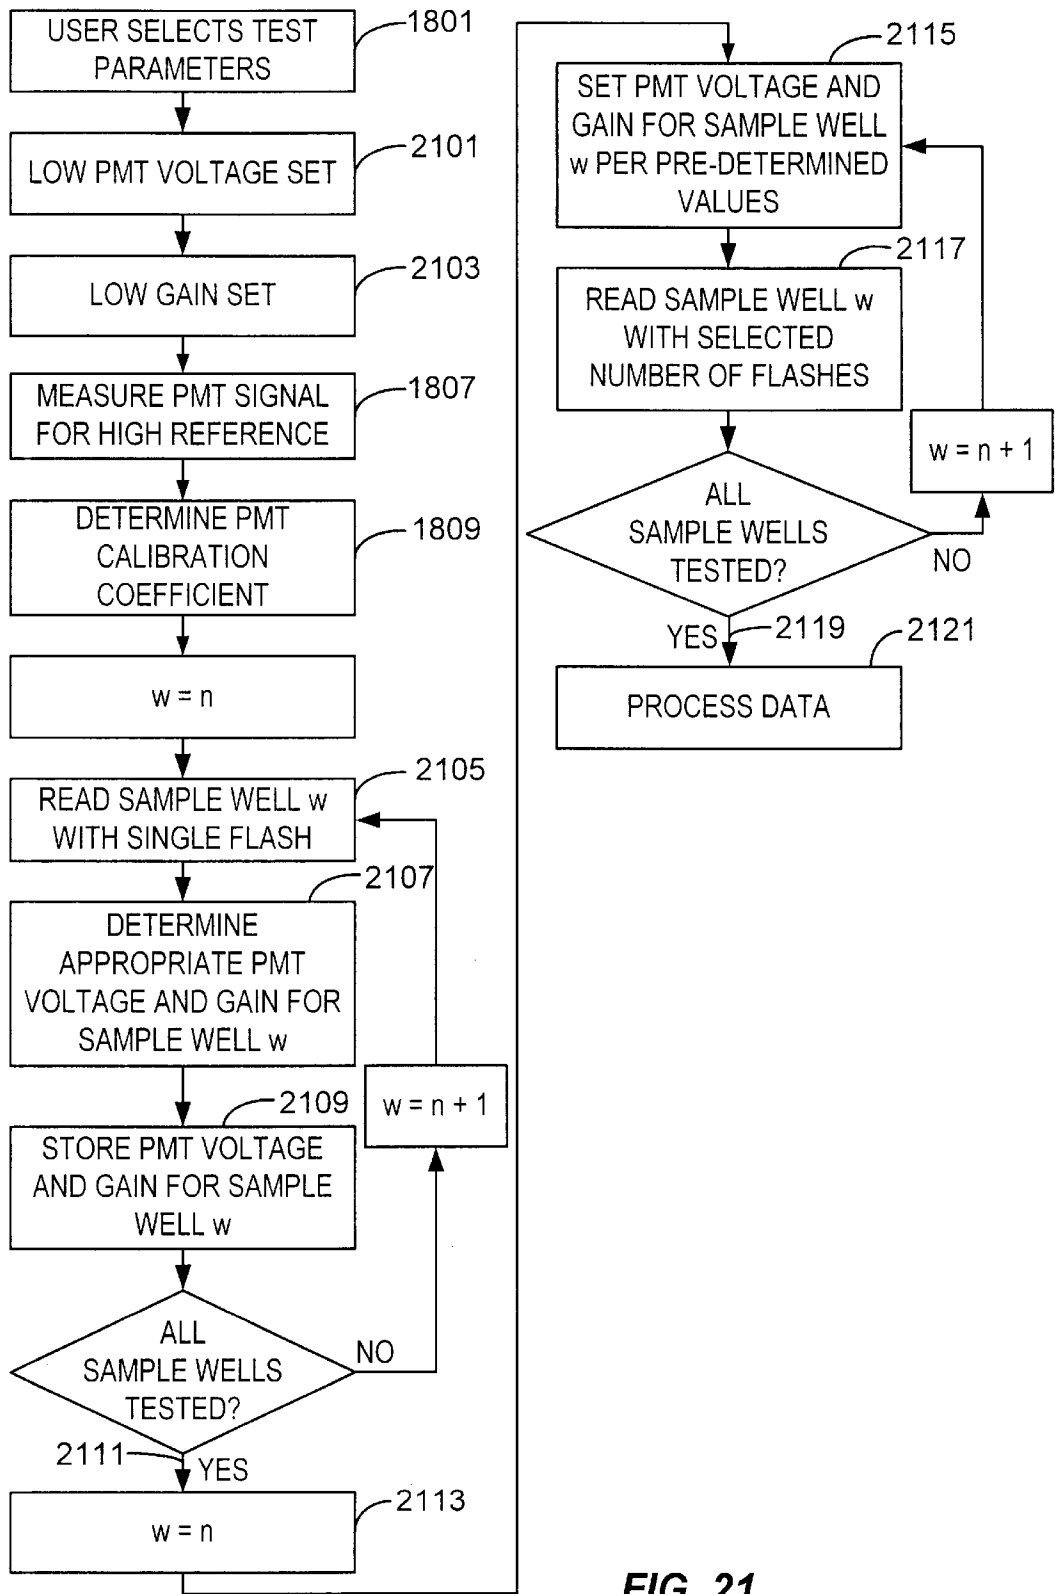 USER SELECTS TEST
PARAMETERS
1801
LOW PMT VOLTAGE SET
2101
LOW GAIN SET
2103
MEASURE PMT SIGNAL
FOR HIGH REFERENCE
1807
DETERMINE PMT
CALIBRATION
COEFFICIENT
1809
w = n
READ SAMPLE WELL w
WITH SINGLE FLASH
2105
DETERMINE
APPROPRIATE PMT
VOLTAGE AND GAIN FOR
SAMPLE WELL w
2107
STORE PMT VOLTAGE
AND GAIN FOR SAMPLE
WELL w
2109
w = n + 1
ALL
SAMPLE WELLS
TESTED?
NO
2111
YES
w = n
2113
SET PMT VOLTAGE AND
GAIN FOR SAMPLE WELL
w PER PRE-DETERMINED
VALUES
2115
READ SAMPLE WELL w
WITH SELECTED
NUMBER OF FLASHES
2117
w = n + 1
ALL
SAMPLE WELLS
TESTED?
NO
YES
2119
PROCESS DATA
2121
FIG. 21